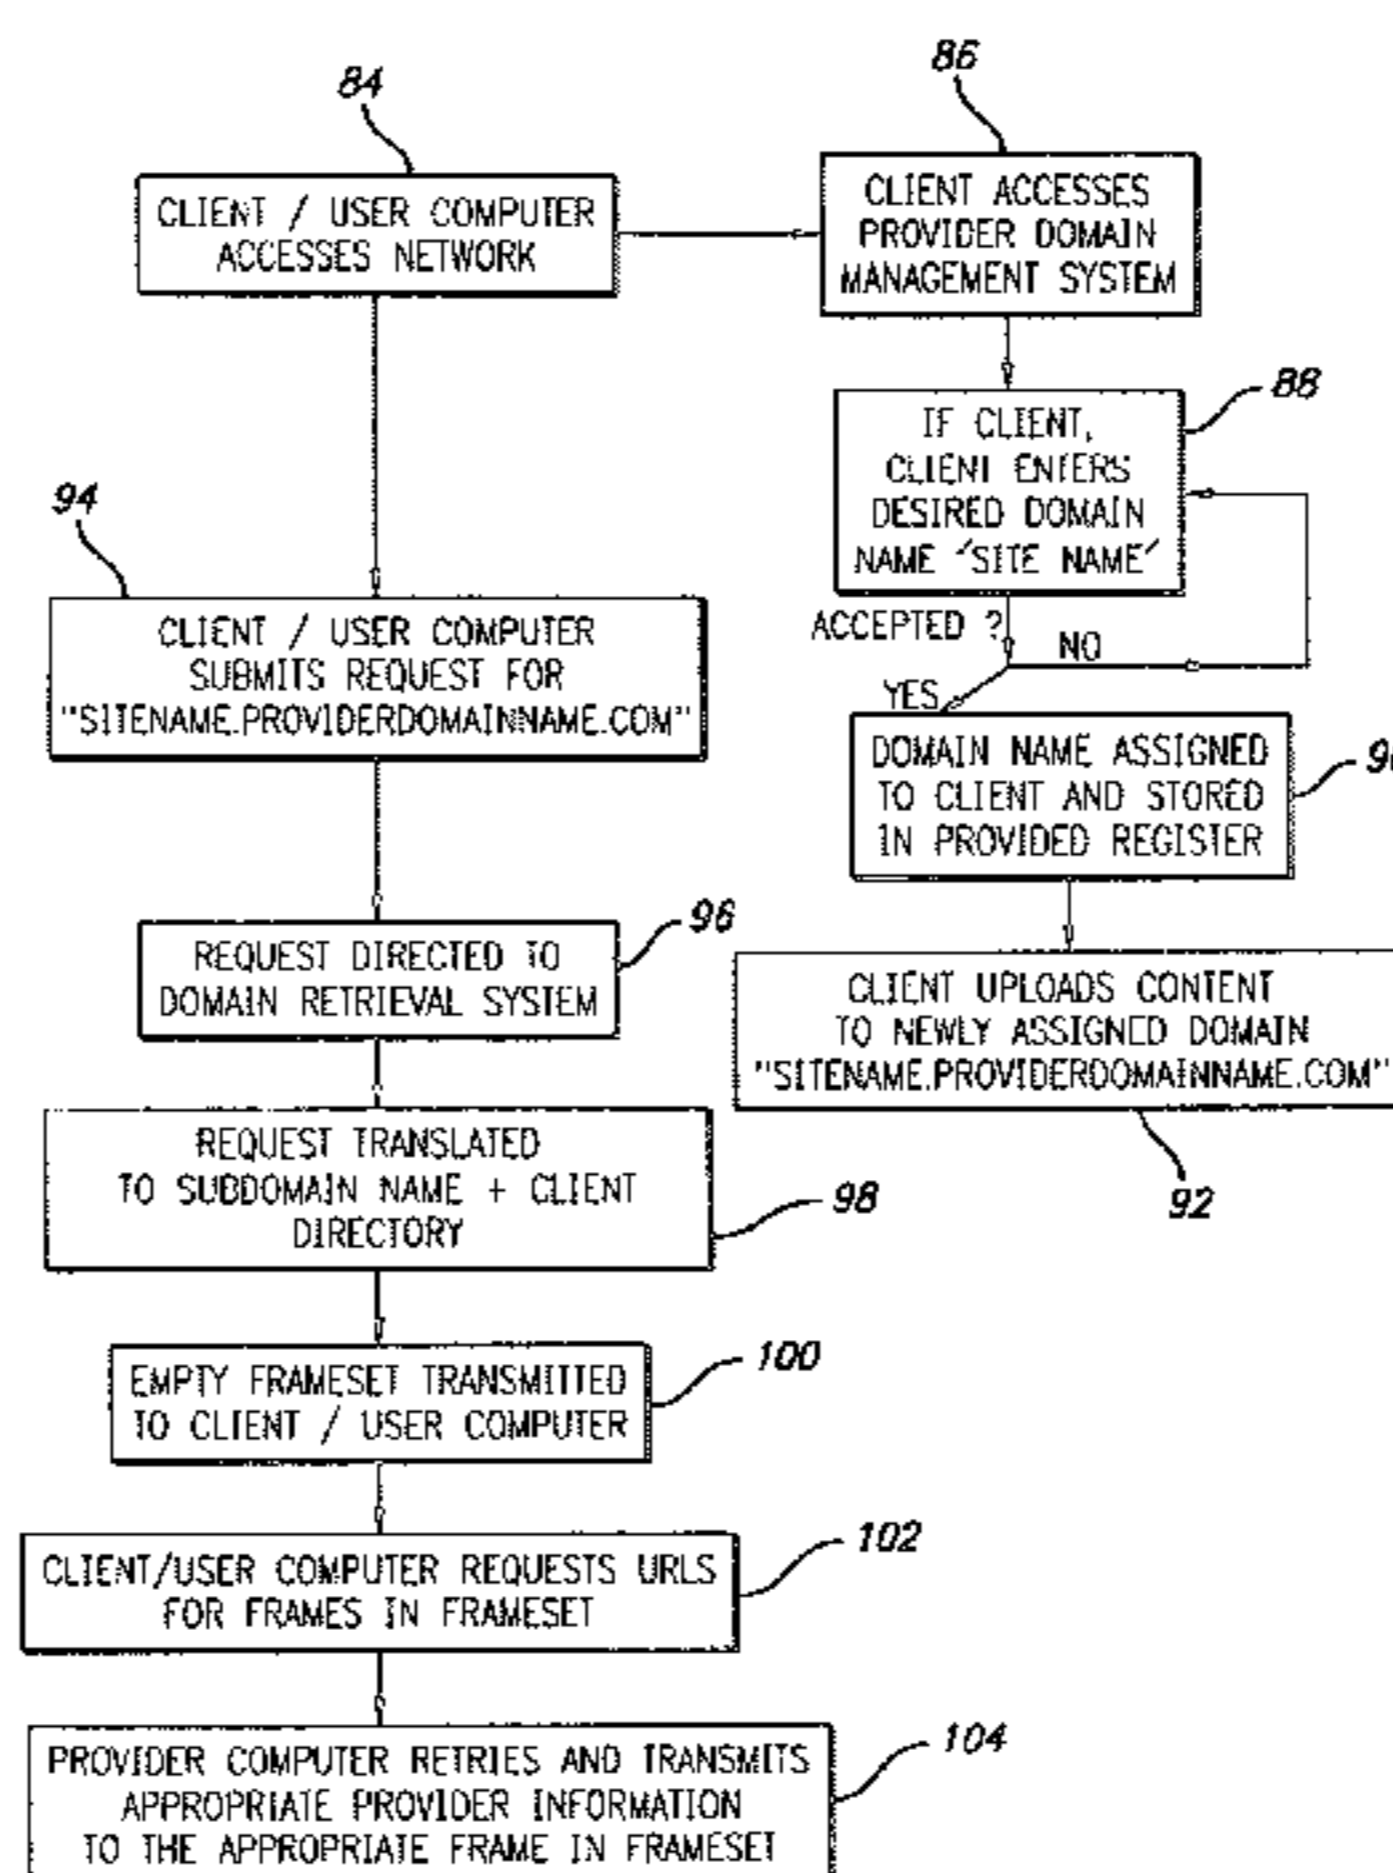 84
CLIENT / USER COMPUTER
ACCESSES NETWORK
86
CLIENT ACCESSES
PROVIDER DOMAIN
MANAGEMENT SYSTEM
88
IF CLIENT,
CLIENT ENTERS
DESIRED DOMAIN
NAME 'SITE NAME'
ACCEPTED ?
NO
YES
DOMAIN NAME ASSIGNED
TO CLIENT AND STORED
IN PROVIDED REGISTER
CLIENT UPLOADS CONTENT
TO NEWLY ASSIGNED DOMAIN
"SITENAME.PROVIDERDOMAINNAME.COM"
92
94
CLIENT / USER COMPUTER
SUBMITS REQUEST FOR
"SITENAME.PROVIDERDOMAINNAME.COM"
96
REQUEST DIRECTED TO
DOMAIN RETRIEVAL SYSTEM
REQUEST TRANSLATED
TO SUBDOMAIN NAME + CLIENT
DIRECTORY
98
EMPTY FRAMESET TRANSMITTED
TO CLIENT / USER COMPUTER
100
CLIENT/USER COMPUTER REQUESTS URLS
FOR FRAMES IN FRAMESET
102
PROVIDER COMPUTER RETRIES AND TRANSMITS
APPROPRIATE PROVIDER INFORMATION
TO THE APPROPRIATE FRAME IN FRAMESET
104